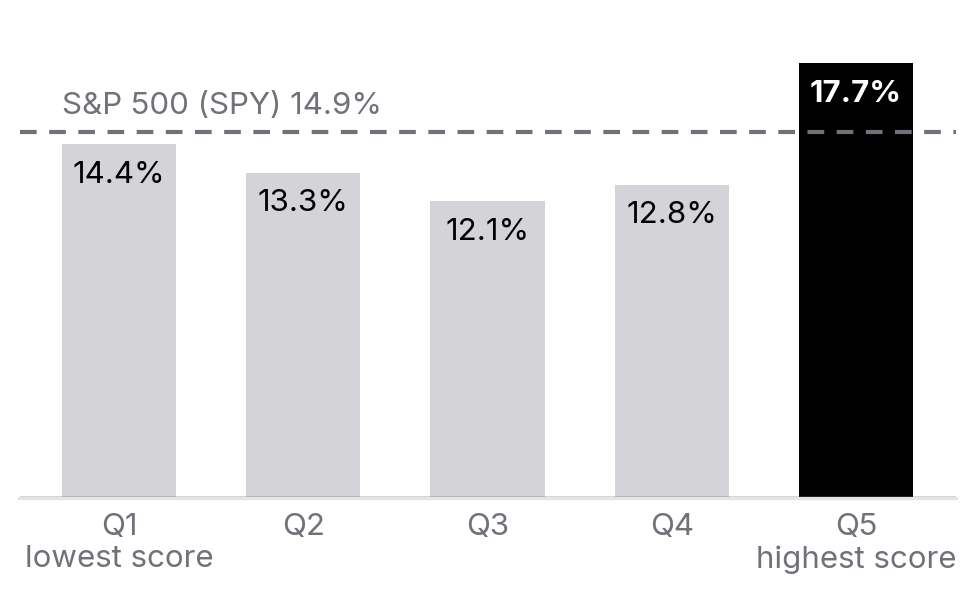 S&P 500 (SPY) 14.9%
17.7%
14.4%
13.3%
12.1%
12.8%
Q1
lowest score
Q2
Q3
Q4
Q5
highest score